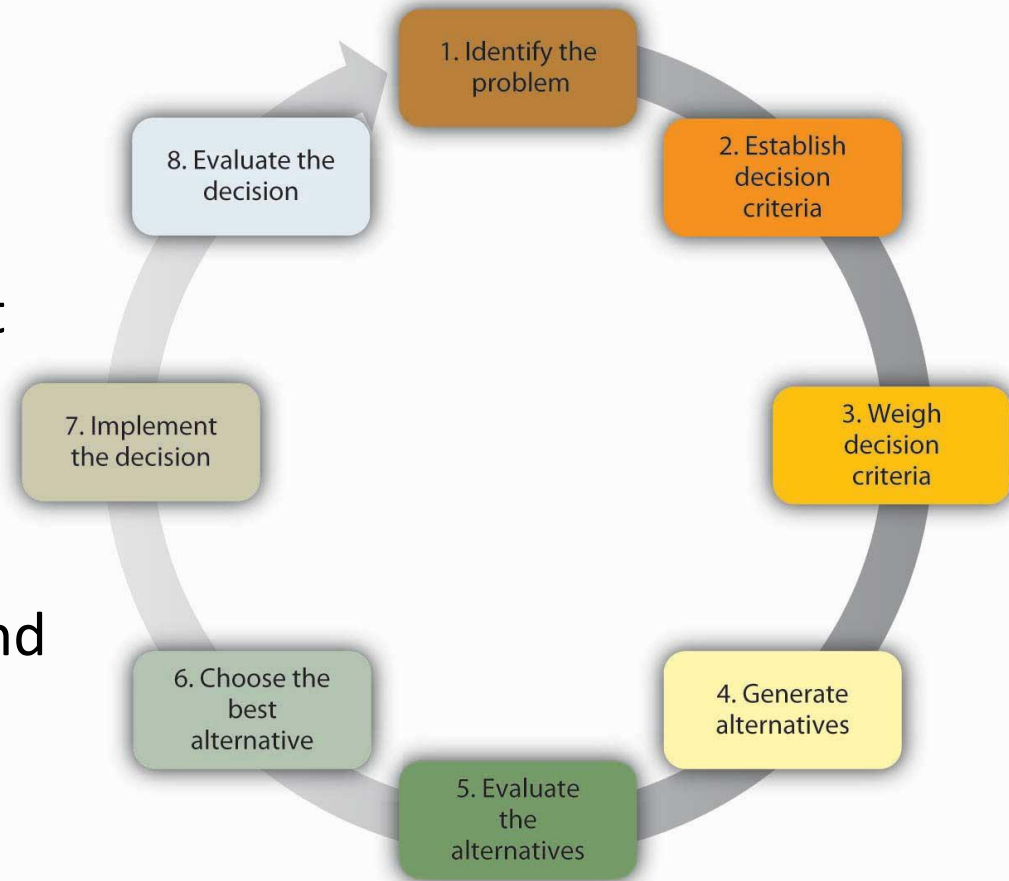 1. Identify the
problem
2. Establish
decision
criteria
3. Weigh
decision
criteria
4. Generate
alternatives
5. Evaluate
the
alternatives
6. Choose the
best
alternative
7. Implement
the decision
8. Evaluate the
decision
t
nd